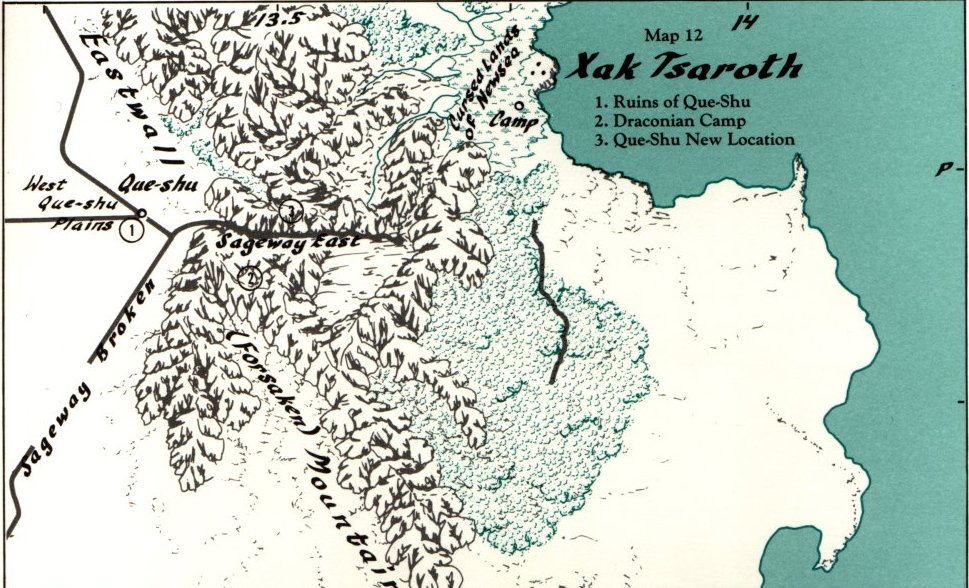 13.5
14
Map 12
Xak Tsaroth
1. Ruins of Que-Shu
2. Draconian Camp
3. Que-Shu New Location
Eastwall
Cursed Lands
of Newsea
Camp
P
West
Que-shu
Plains
Que-shu
1
3
Sageway East
2
Sageway Broken
(Forsaken) Mountain